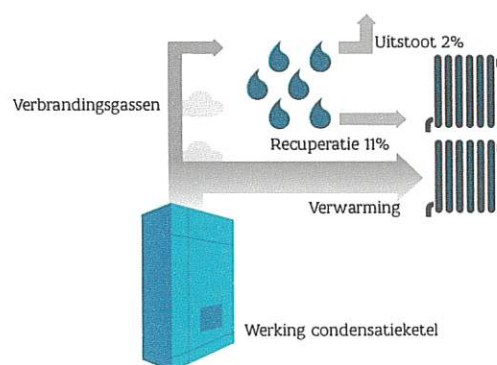 Uitstoot 2%
Verbrandingsgassen
Recuperatie 11%
Verwarming
Werking condensatieketel